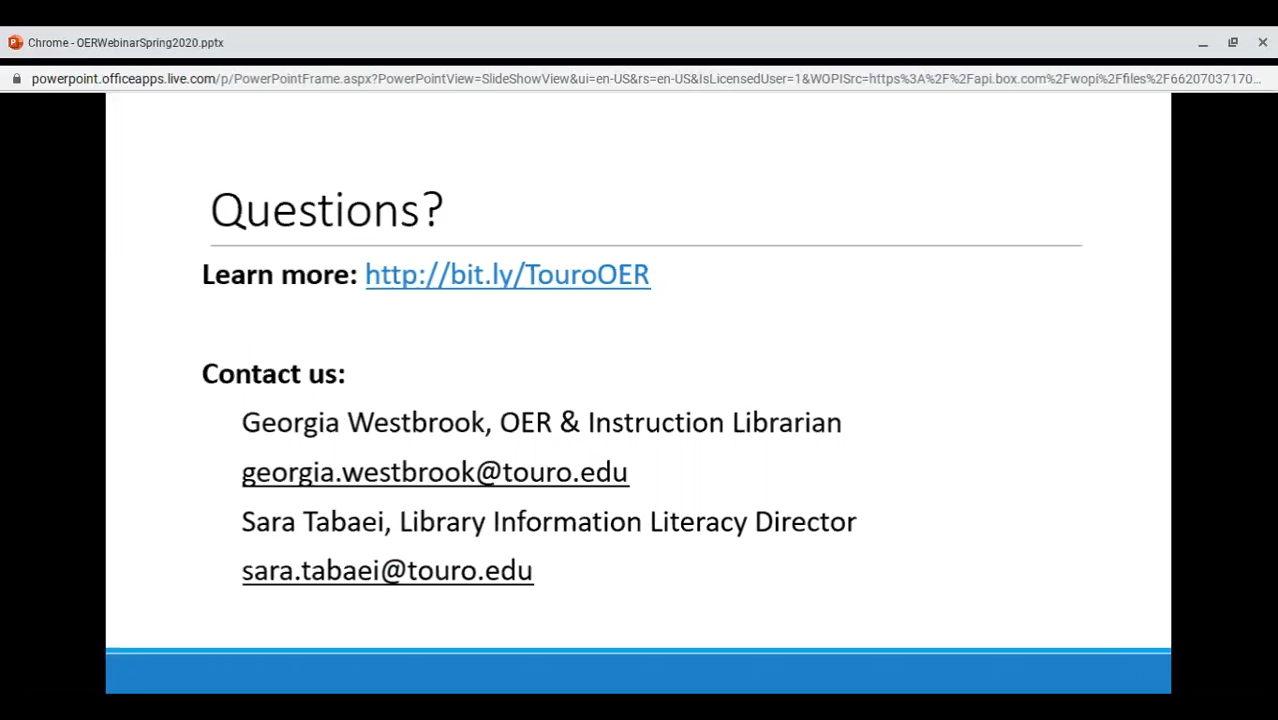 Chrome - OERWebinarSpring2020.pptx
powerpoint.officeapps.live.com/p/PowerPointFrame.aspx?PowerPointView=SlideShowView&ui=en-US&rs=en-US&IsLicensedUser=1&WOPISrc=https%3A%2F%2Fapi.box.com%2Fwopi%2Ffiles%2F66207037170...
Questions?
Learn more: http://bit.ly/TouroOER
Contact us:
Georgia Westbrook, OER & Instruction Librarian
georgia.westbrook@touro.edu
Sara Tabaei, Library Information Literacy Director
sara.tabaei@touro.edu